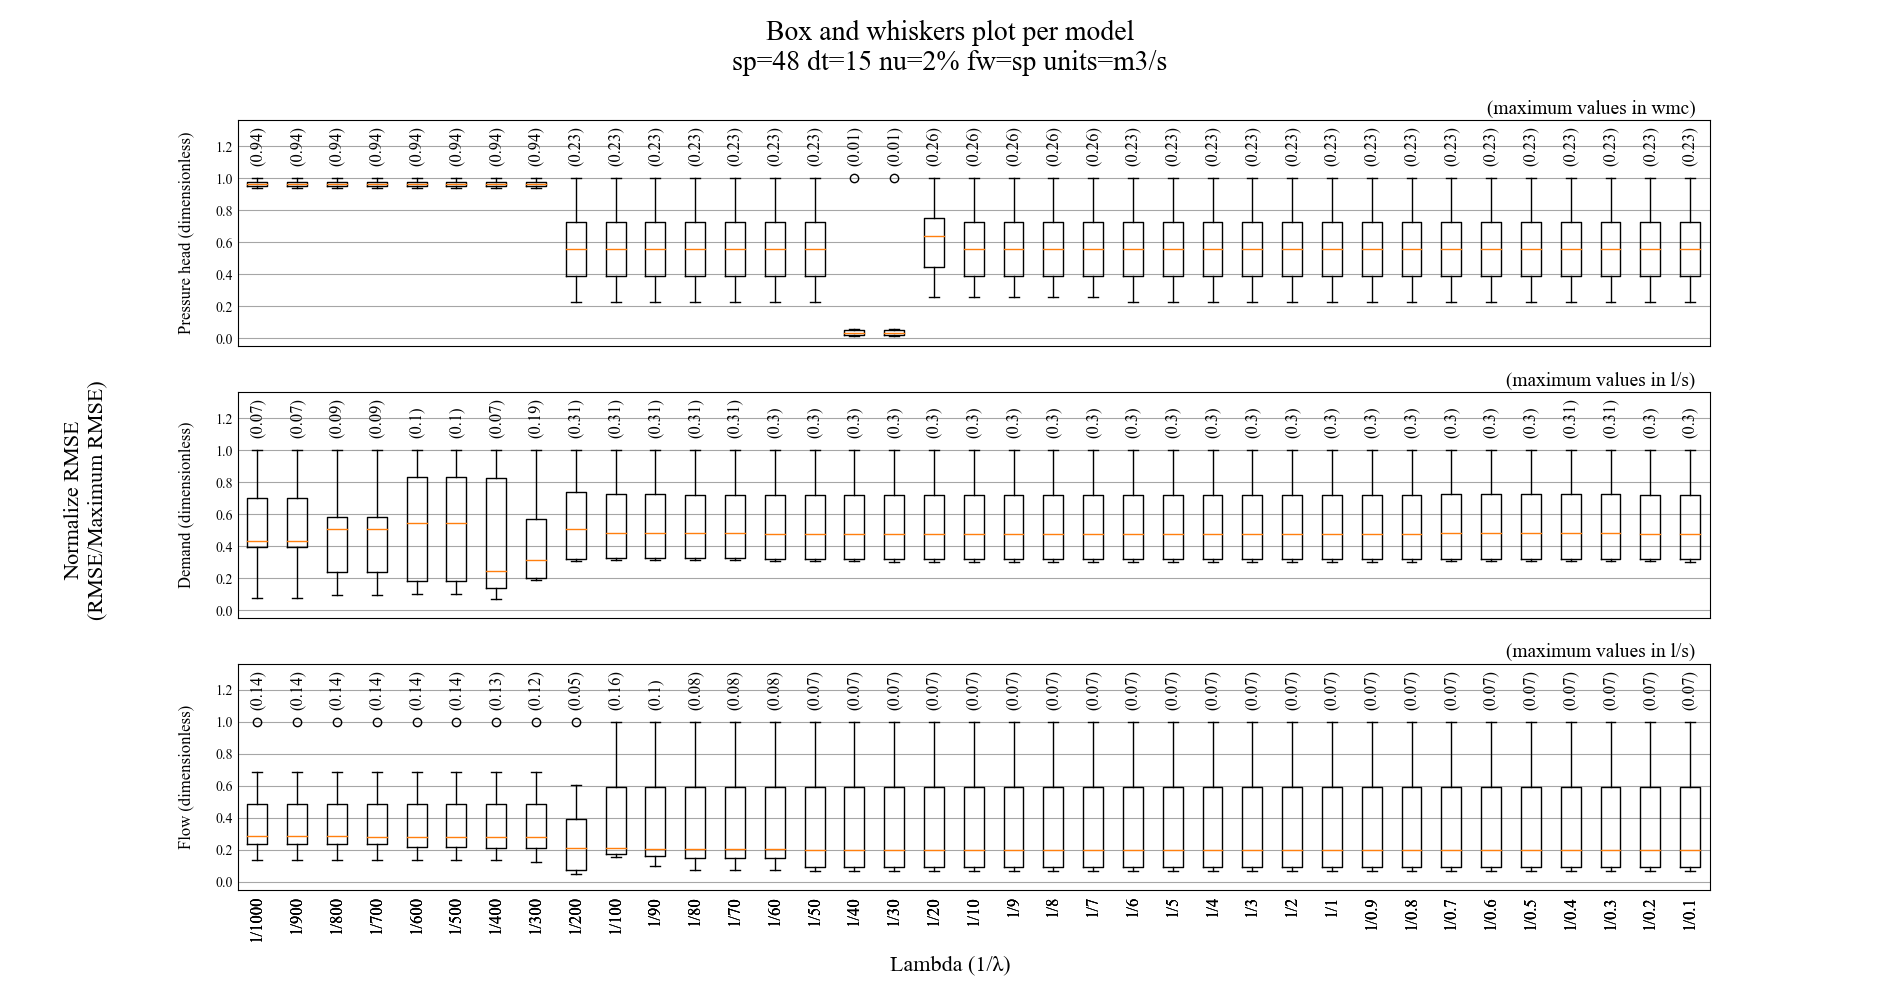 Box and whiskers plot per model
sp=48 dt=15 nu=2% fw=sp units=m3/s
Normalize RMSE
(RMSE/Maximum RMSE)
(maximum values in wmc)
Pressure head (dimensionless)
1.2
1.0
0.8
0.6
0.4
0.2
0.0
(0.94) (0.94) (0.94) (0.94) (0.94) (0.94) (0.94) (0.94) (0.23) (0.23) (0.23) (0.23) (0.23) (0.23) (0.23) (0.01) (0.01) (0.26) (0.26) (0.26) (0.26) (0.26) (0.23) (0.23) (0.23) (0.23) (0.23) (0.23) (0.23) (0.23) (0.23) (0.23) (0.23) (0.23) (0.23) (0.23) (0.23)
(maximum values in l/s)
Demand (dimensionless)
1.2
1.0
0.8
0.6
0.4
0.2
0.0
(0.07) (0.07) (0.09) (0.09) (0.1) (0.1) (0.07) (0.19) (0.31) (0.31) (0.31) (0.31) (0.31) (0.3) (0.3) (0.3) (0.3) (0.3) (0.3) (0.3) (0.3) (0.3) (0.3) (0.3) (0.3) (0.3) (0.3) (0.3) (0.3) (0.3) (0.3) (0.3) (0.3) (0.31) (0.31) (0.3) (0.3)
(maximum values in l/s)
Flow (dimensionless)
1.2
1.0
0.8
0.6
0.4
0.2
0.0
(0.14) (0.14) (0.14) (0.14) (0.14) (0.14) (0.13) (0.12) (0.05) (0.16) (0.1) (0.08) (0.08) (0.08) (0.07) (0.07) (0.07) (0.07) (0.07) (0.07) (0.07) (0.07) (0.07) (0.07) (0.07) (0.07) (0.07) (0.07) (0.07) (0.07) (0.07) (0.07) (0.07) (0.07) (0.07) (0.07) (0.07)
1/1000 1/900 1/800 1/700 1/600 1/500 1/400 1/300 1/200 1/100 1/90 1/80 1/70 1/60 1/50 1/40 1/30 1/20 1/10 1/9 1/8 1/7 1/6 1/5 1/4 1/3 1/2 1/1 1/0.9 1/0.8 1/0.7 1/0.6 1/0.5 1/0.4 1/0.3 1/0.2 1/0.1
Lambda (1/λ)